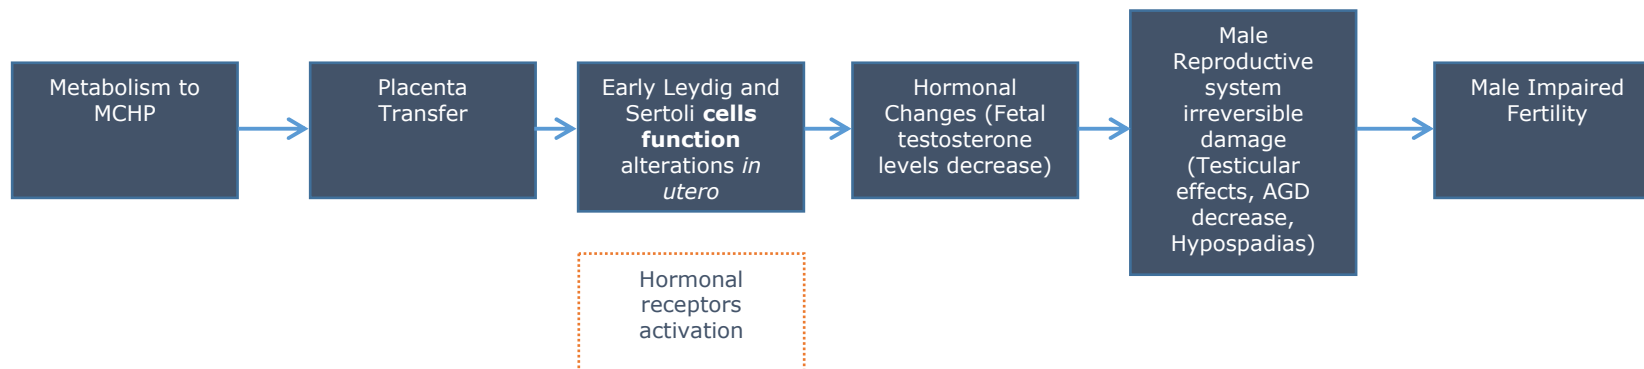 Metabolism to
MCHP
Placenta
Transfer
Early Leydig and
Sertoli cells
function
alterations in
utero
Hormonal
Changes (Fetal
testosterone
levels decrease)
Male
Reproductive
system
irreversible
damage
(Testicular
effects, AGD
decrease,
Hypospadias)
Male Impaired
Fertility
Hormonal
receptors
activation